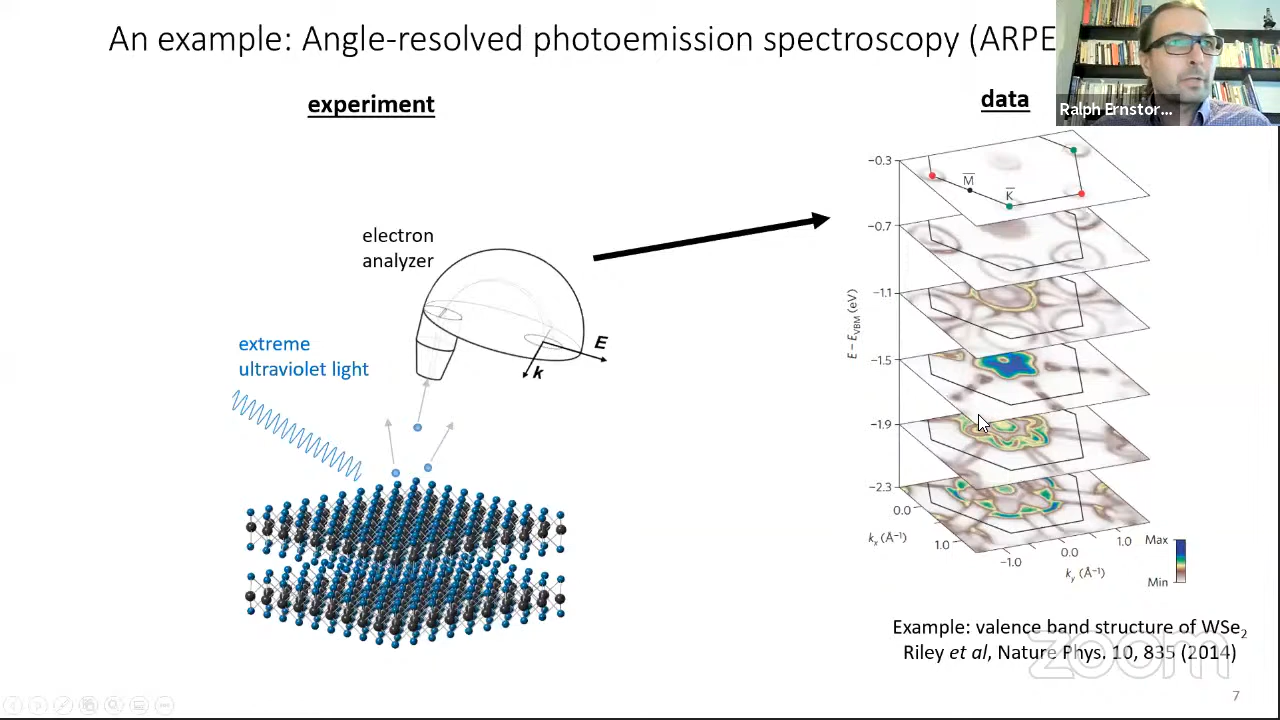 An example: Angle-resolved photoemission spectroscopy (ARPE
Ralph Ernstor...
experiment
data
electron
analyzer
E
k
extreme
ultraviolet light
−0.3
−0.7
−1.1
−1.5
−1.9
−2.3
E − E_VBM (eV)
M̅
K̅
0.0
1.0
kₓ (Å⁻¹)
−1.0
0.0
1.0
k_y (Å⁻¹)
Max
Min
Example: valence band structure of WSe₂
Riley et al, Nature Phys. 10, 835 (2014)
zoom
7